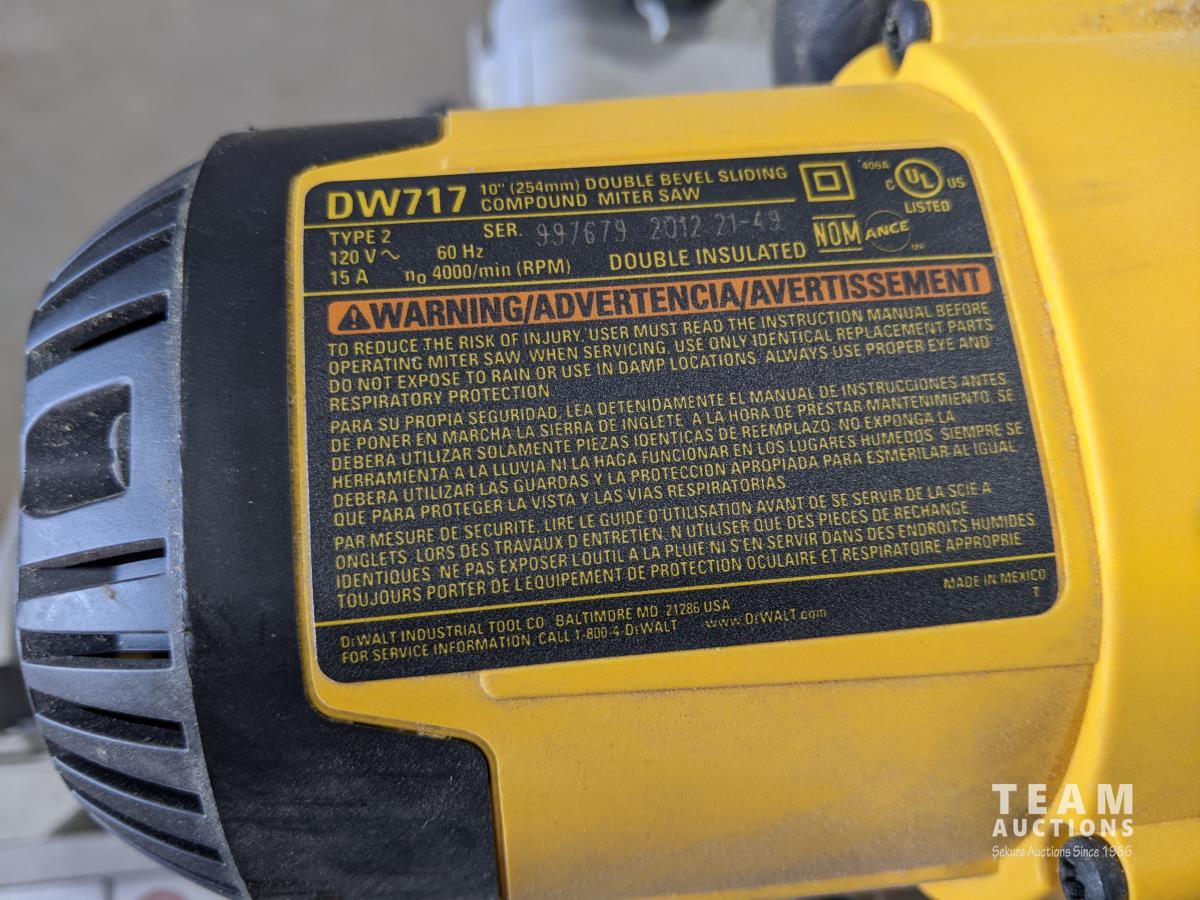 DW717
10" (254mm) DOUBLE BEVEL SLIDING
COMPOUND MITER SAW
406A
C UL US
LISTED
TYPE 2
SER. 997679 2012 21-49
120 V~ 60 Hz
15 A no 4000/min (RPM)
DOUBLE INSULATED
NOM ANCE
WARNING/ADVERTENCIA/AVERTISSEMENT
TO REDUCE THE RISK OF INJURY, USER MUST READ THE INSTRUCTION MANUAL BEFORE
OPERATING MITER SAW. WHEN SERVICING, USE ONLY IDENTICAL REPLACEMENT PARTS
DO NOT EXPOSE TO RAIN OR USE IN DAMP LOCATIONS. ALWAYS USE PROPER EYE AND
RESPIRATORY PROTECTION
PARA SU PROPIA SEGURIDAD, LEA DETENIDAMENTE EL MANUAL DE INSTRUCCIONES ANTES
DE PONER EN MARCHA LA SIERRA DE INGLETE. A LA HORA DE PRESTAR MANTENIMIENTO, SE
DEBERA UTILIZAR SOLAMENTE PIEZAS IDENTICAS DE REEMPLAZO. NO EXPONGA LA
HERRAMIENTA A LA LLUVIA NI LA HAGA FUNCIONAR EN LOS LUGARES HUMEDOS. SIEMPRE SE
DEBERA UTILIZAR LAS GUARDAS Y LA PROTECCION APROPIADA PARA ESMERILAR AL IGUAL
QUE PARA PROTEGER LA VISTA Y LAS VIAS RESPIRATORIAS.
PAR MESURE DE SECURITE, LIRE LE GUIDE D'UTILISATION AVANT DE SE SERVIR DE LA SCIE A
ONGLETS. LORS DES TRAVAUX D'ENTRETIEN, N UTILISER QUE DES PIECES DE RECHANGE
IDENTIQUES. NE PAS EXPOSER L'OUTIL A LA PLUIE NI S'EN SERVIR DANS DES ENDROITS HUMIDES
TOUJOURS PORTER DE L'EQUIPEMENT DE PROTECTION OCULAIRE ET RESPIRATOIRE APPROPRIE
MADE IN MEXICO
T
DEWALT INDUSTRIAL TOOL CO BALTIMORE MD 21286 USA
FOR SERVICE INFORMATION, CALL 1-800-4-DEWALT www.DEWALT.com
TEAM
AUCTIONS
Sekura Auctions Since 1966